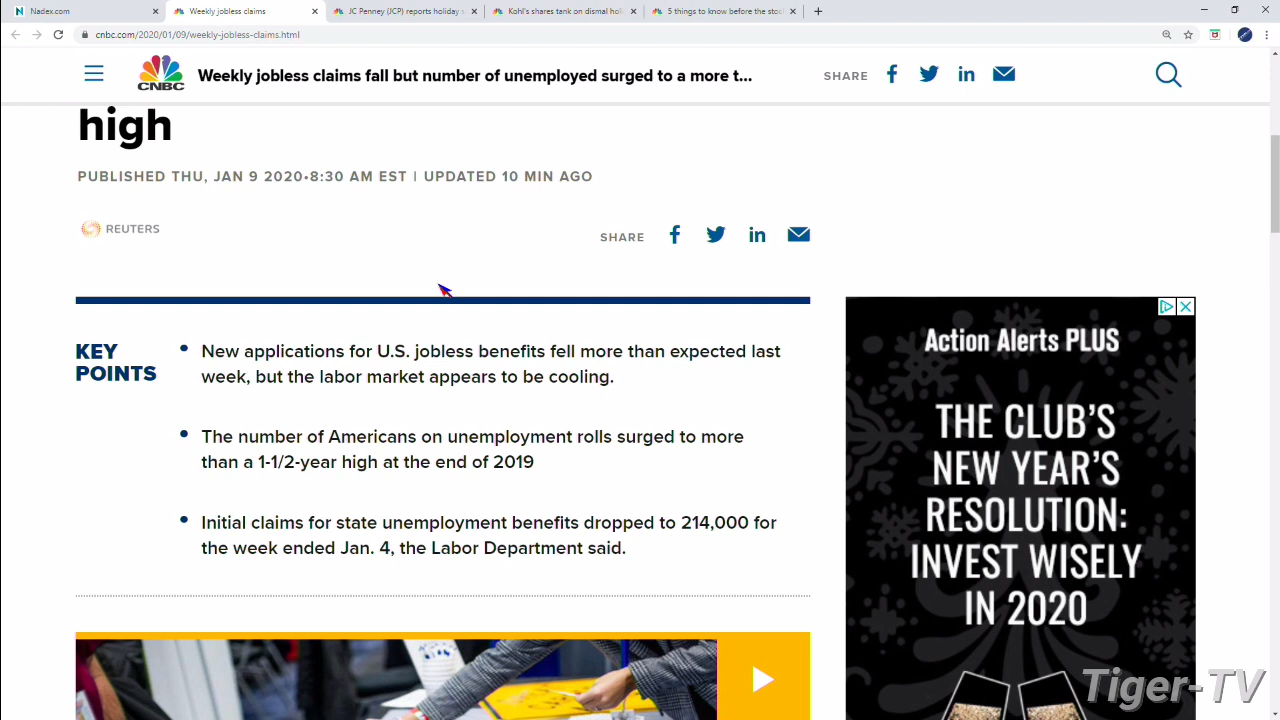 Nadex.com
Weekly jobless claims
JC Penney (JCP) reports holiday s
Kohl's shares tank on dismal holi
5 things to know before the stoc
cnbc.com/2020/01/09/weekly-jobless-claims.html
CNBC
Weekly jobless claims fall but number of unemployed surged to a more t...
SHARE
high
PUBLISHED THU, JAN 9 2020•8:30 AM EST | UPDATED 10 MIN AGO
REUTERS
SHARE
KEY
POINTS
• New applications for U.S. jobless benefits fell more than expected last
week, but the labor market appears to be cooling.
• The number of Americans on unemployment rolls surged to more
than a 1-1/2-year high at the end of 2019
• Initial claims for state unemployment benefits dropped to 214,000 for
the week ended Jan. 4, the Labor Department said.
Action Alerts PLUS
THE CLUB'S
NEW YEAR'S
RESOLUTION:
INVEST WISELY
IN 2020
Tiger-TV